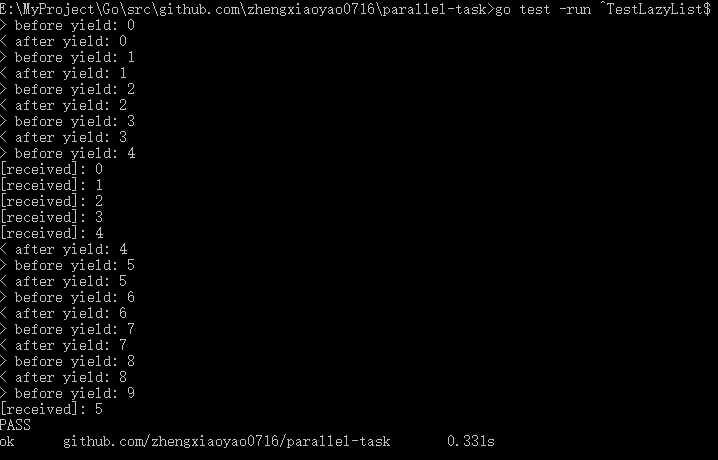 E:\MyProject\Go\src\github.com\zhengxiaoyao0716\parallel-task>go test -run ^TestLazyList$
> before yield: 0
< after yield: 0
> before yield: 1
< after yield: 1
> before yield: 2
< after yield: 2
> before yield: 3
< after yield: 3
> before yield: 4
[received]: 0
[received]: 1
[received]: 2
[received]: 3
[received]: 4
< after yield: 4
> before yield: 5
< after yield: 5
> before yield: 6
< after yield: 6
> before yield: 7
< after yield: 7
> before yield: 8
< after yield: 8
> before yield: 9
[received]: 5
PASS
ok github.com/zhengxiaoyao0716/parallel-task 0.331s